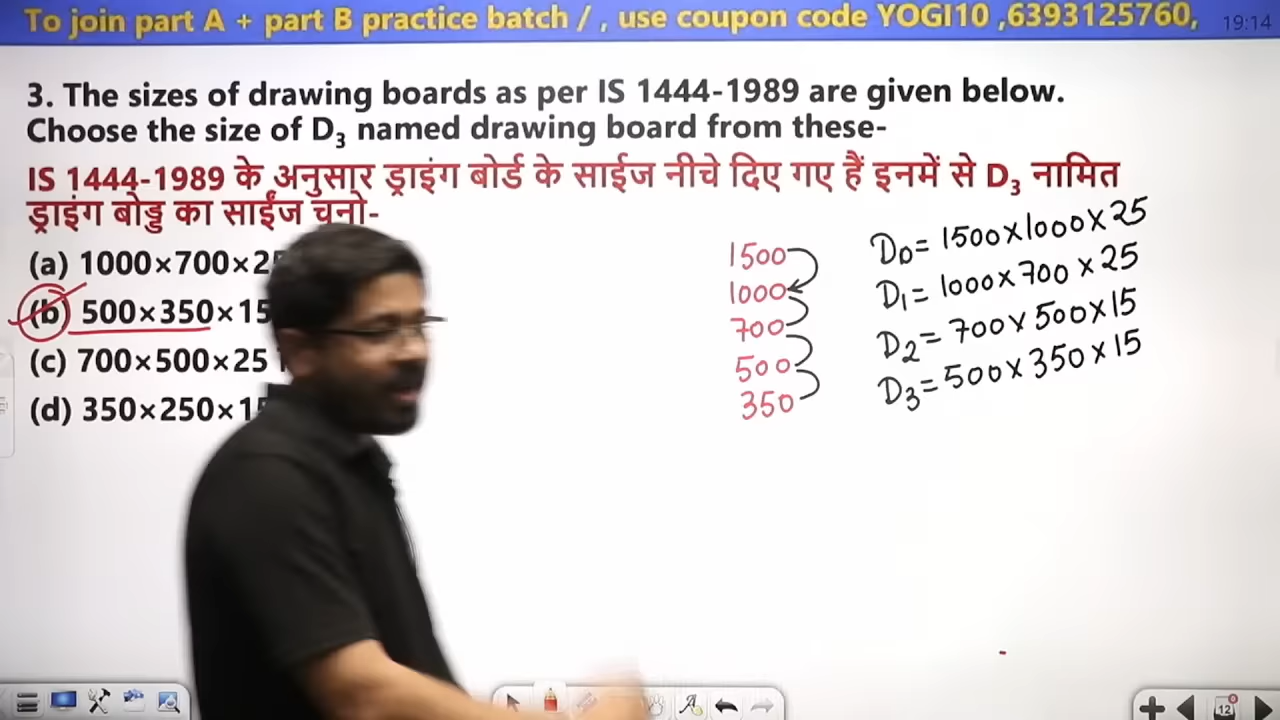 To join part A + part B practice batch / , use coupon code YOGI10 ,6393125760,
19:14
3. The sizes of drawing boards as per IS 1444-1989 are given below.
Choose the size of D₃ named drawing board from these-
IS 1444-1989 के अनुसार ड्राइंग बोर्ड के साईज नीचे दिए गए हैं इनमें से D₃ नामित
ड्राइंग बोड्ड का साईंज चनो-
(a) 1000×700×2
(b) 500×350×15
(c) 700×500×25
(d) 350×250×1
1500
1000
700
500
350
D₀= 1500×1000×25
D₁= 1000×700×25
D₂= 700×500×15
D₃=500×350×15
12